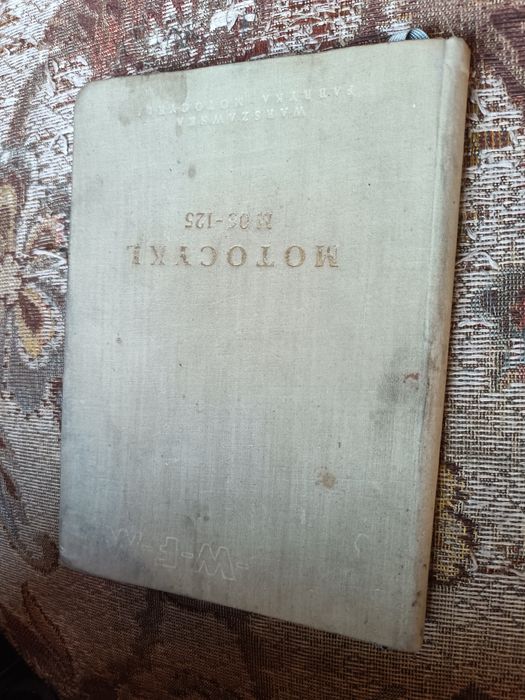 WARSZAWSKA
FABRYKA MOTOCYKLI
MOTOCYKL
M 06-125
W-F-M